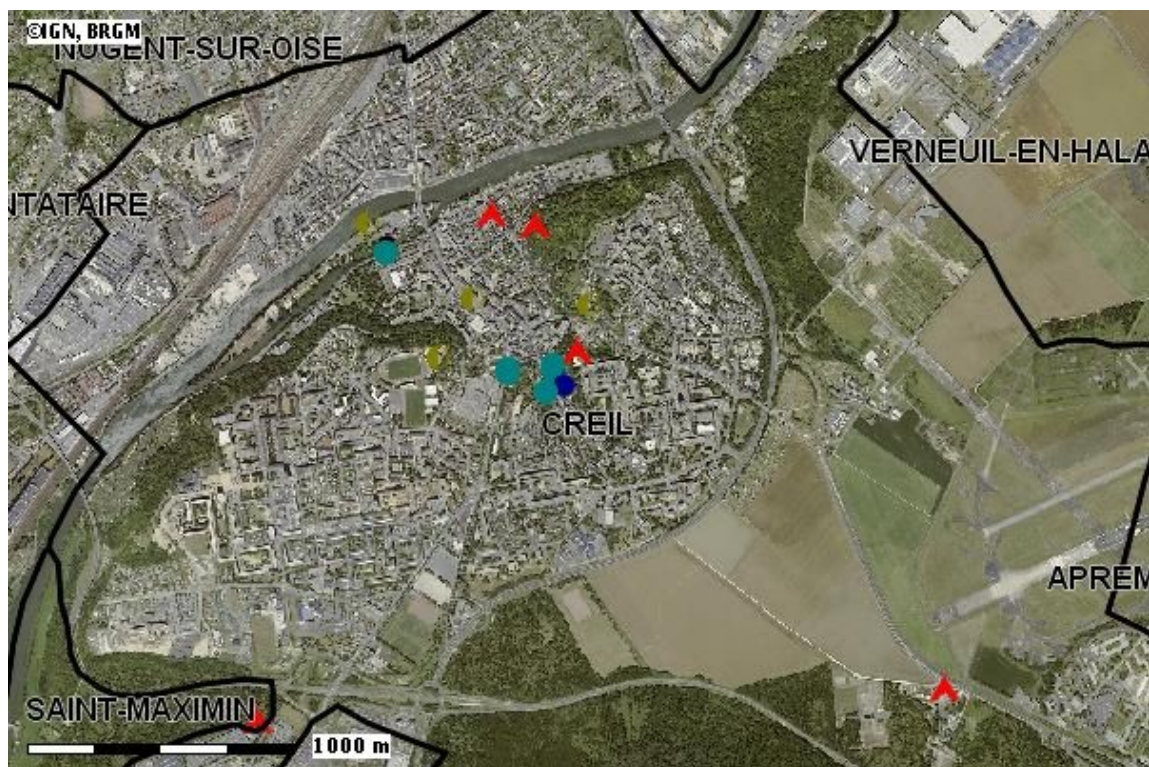 ©IGN, BRGM
NOGENT-SUR-OISE
VERNEUIL-EN-HALA
NTATAIRE
CREIL
APREM
SAINT-MAXIMIN
1000 m